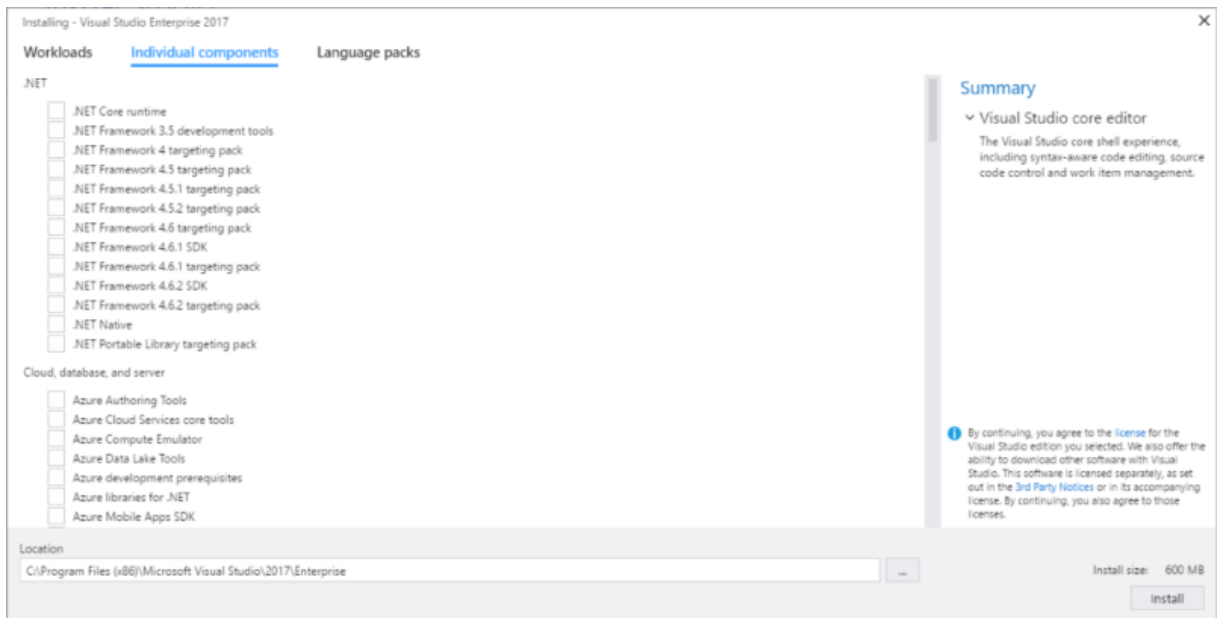 Installing - Visual Studio Enterprise 2017
Workloads
Individual components
Language packs
.NET
.NET Core runtime
.NET Framework 3.5 development tools
.NET Framework 4 targeting pack
.NET Framework 4.5 targeting pack
.NET Framework 4.5.1 targeting pack
.NET Framework 4.5.2 targeting pack
.NET Framework 4.6 targeting pack
.NET Framework 4.6.1 SDK
.NET Framework 4.6.1 targeting pack
.NET Framework 4.6.2 SDK
.NET Framework 4.6.2 targeting pack
.NET Native
.NET Portable Library targeting pack
Cloud, database, and server
Azure Authoring Tools
Azure Cloud Services core tools
Azure Compute Emulator
Azure Data Lake Tools
Azure development prerequisites
Azure libraries for .NET
Azure Mobile Apps SDK
Summary
Visual Studio core editor
The Visual Studio core shell experience,
including syntax-aware code editing, source
code control and work item management.
By continuing, you agree to the license for the
Visual Studio edition you selected. We also offer the
ability to download other software with Visual
Studio. This software is licensed separately, as set
out in the 3rd Party Notices or in its accompanying
license. By continuing, you also agree to those
licenses.
Location
C:\Program Files (x86)\Microsoft Visual Studio\2017\Enterprise
...
Install size: 600 MB
Install